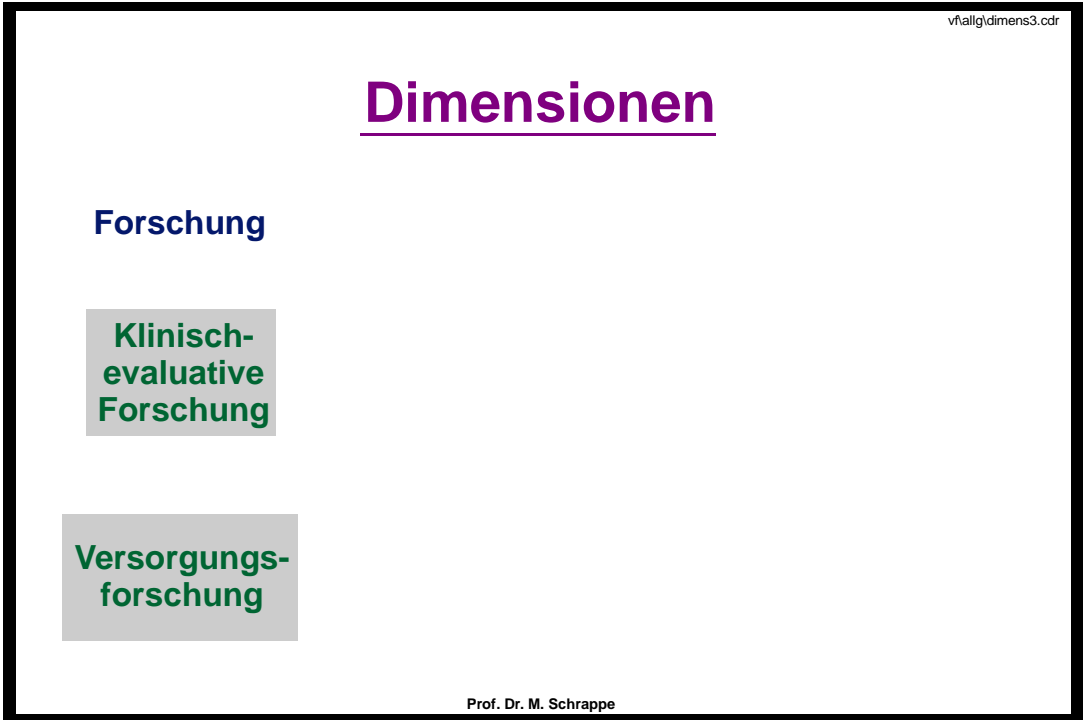 vf\allg\dimens3.cdr
Dimensionen
Forschung
Klinisch-
evaluative
Forschung
Versorgungs-
forschung
Prof. Dr. M. Schrappe